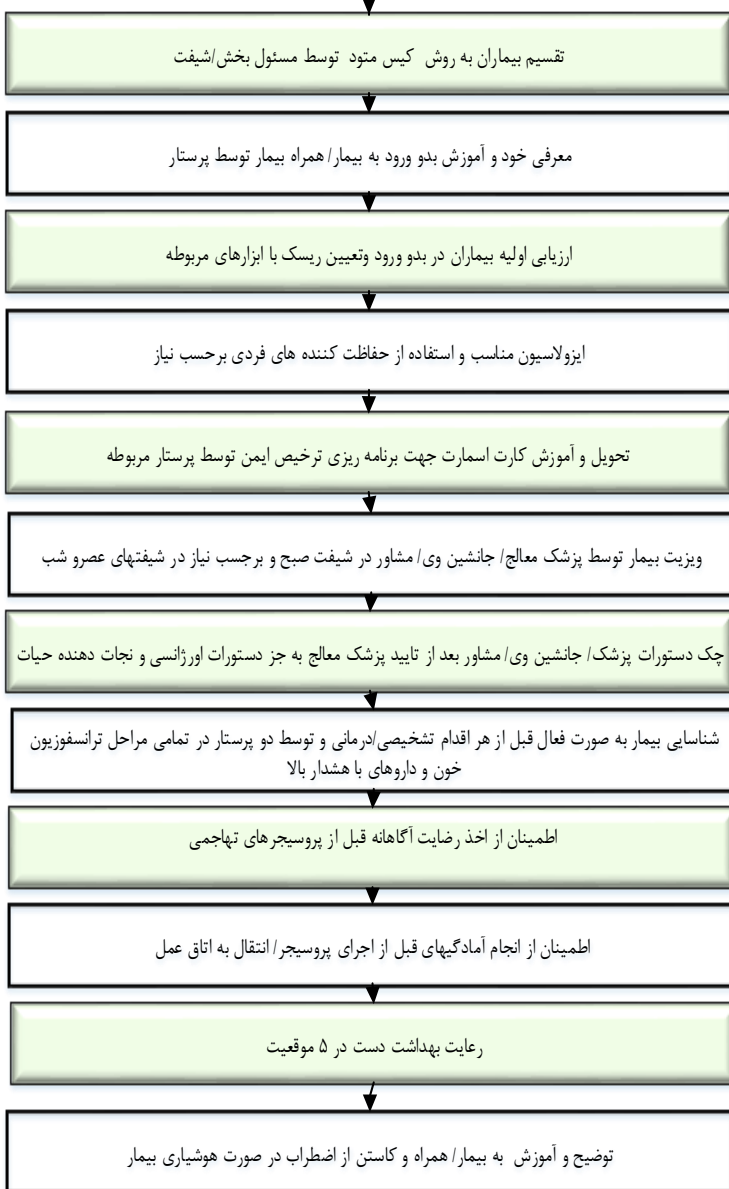 تقسیم بیماران به روش کیس متود توسط مسئول بخش/شیفت
معرفی خود و آموزش بدو ورود به بیمار/ همراه بیمار توسط پرستار
ارزیابی اولیه بیماران در بدو ورود وتعیین ریسک با ابزارهای مربوطه
ایزولاسیون مناسب و استفاده از حفاظت کننده های فردی برحسب نیاز
تحویل و آموزش کارت اسمارت جهت برنامه ریزی ترخیص ایمن توسط پرستار مربوطه
ویزیت بیمار توسط پزشک معالج/ جانشین وی/ مشاور در شیفت صبح و برجسب نیاز در شیفتهای عصرو شب
چک دستورات پزشک/ جانشین وی/ مشاور بعد از تایید پزشک معالج به جز دستورات اورژانسی و نجات دهنده حیات
شناسایی بیمار به صورت فعال قبل از هر اقدام تشخیصی/درمانی و توسط دو پرستار در تمامی مراحل ترانسفوزیون
خون و داروهای با هشدار بالا
اطمینان از اخذ رضایت آگاهانه قبل از پروسیجرهای تهاجمی
اطمینان از انجام آمادگیهای قبل از اجرای پروسیجر/ انتقال به اتاق عمل
رعایت بهداشت دست در ۵ موقعیت
توضیح و آموزش به بیمار/ همراه و کاستن از اضطراب در صورت هوشیاری بیمار